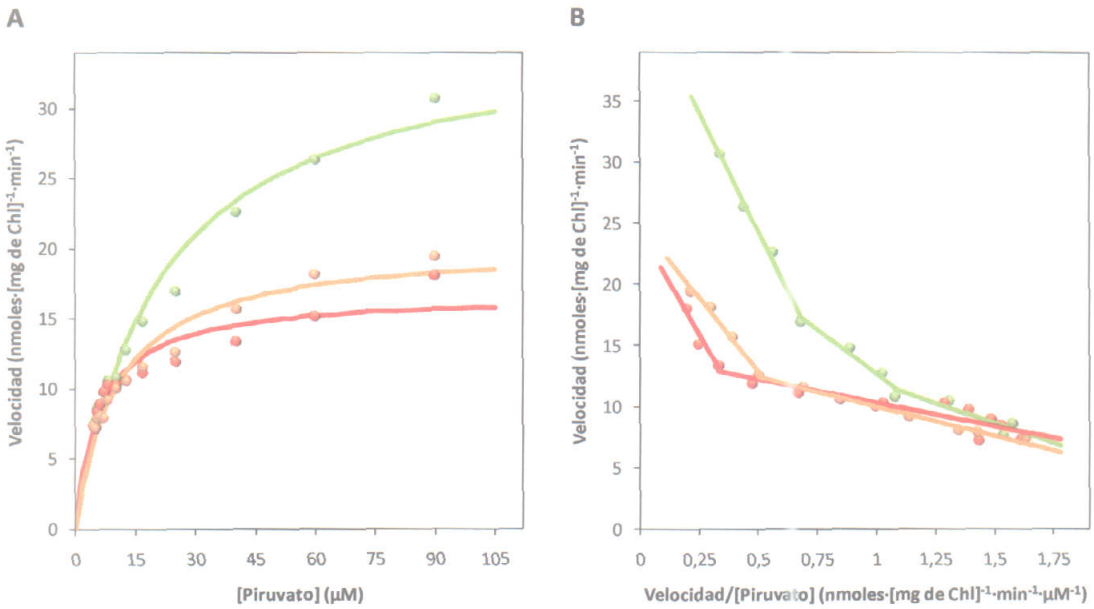 A
B
Velocidad (nmoles·[mg de Chl]⁻¹·min⁻¹)
30
25
20
15
10
5
0
0 15 30 45 60 75 90 105
[Piruvato] (µM)
Velocidad (nmoles·[mg de Chl]⁻¹·min⁻¹)
35
30
25
20
15
10
5
0
0 0,25 0,5 0,75 1 1,25 1,5 1,75
Velocidad/[Piruvato] (nmoles·[mg de Chl]⁻¹·min⁻¹·µM⁻¹)